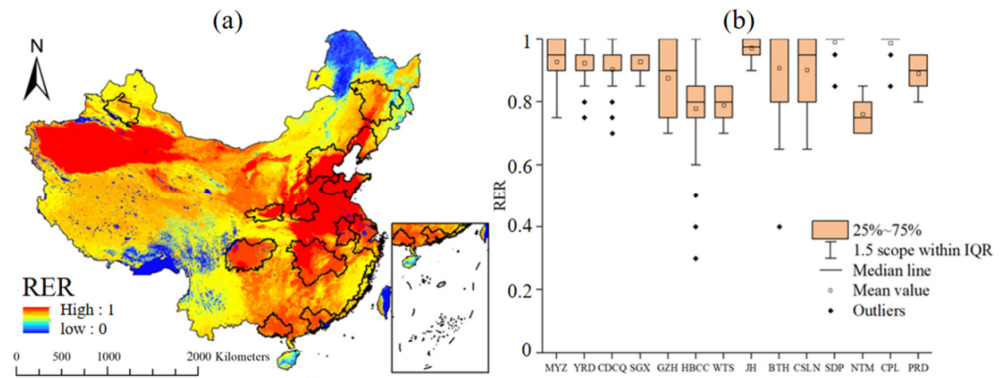 (a)
N
RER
High : 1
low : 0
0 500 1000 2000 Kilometers
(b)
RER
1
0.8
0.6
0.4
0.2
0
25%~75%
1.5 scope within IQR
Median line
Mean value
Outliers
MYZ YRD CDCQ SGX GZH HBCC WTS JH BTH CSLN SDP NTM CPL PRD